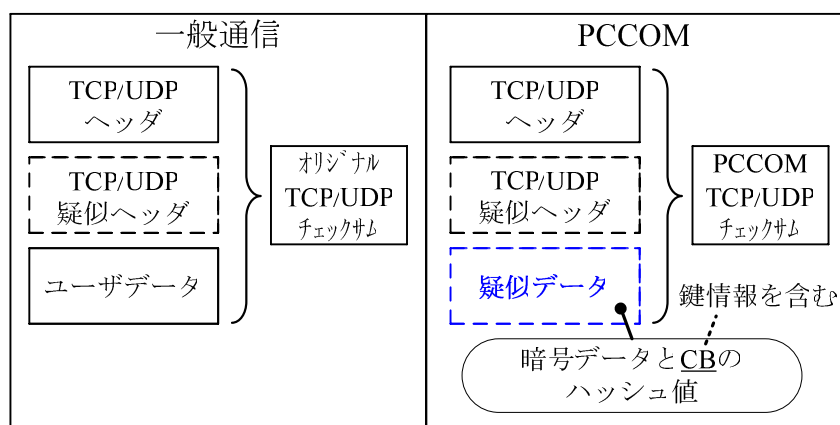 一般通信
TCP/UDP
ヘッダ
TCP/UDP
疑似ヘッダ
ユーザデータ
オリジナル
TCP/UDP
チェックサム
PCCOM
TCP/UDP
ヘッダ
TCP/UDP
疑似ヘッダ
疑似データ
PCCOM
TCP/UDP
チェックサム
鍵情報を含む
暗号データとCBの
ハッシュ値